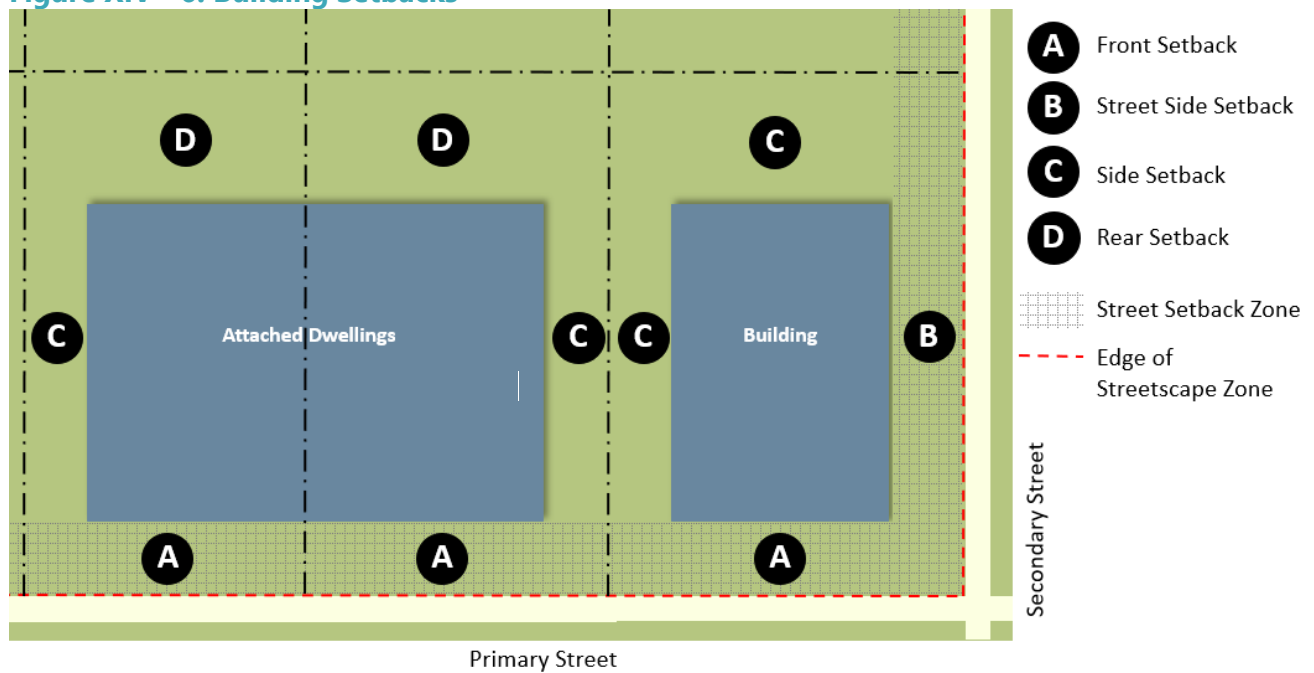 D
D
C
C
Attached Dwellings
C
C
Building
B
A
A
A
A Front Setback
B Street Side Setback
C Side Setback
D Rear Setback
Street Setback Zone
Edge of
Streetscape Zone
Secondary Street
Primary Street